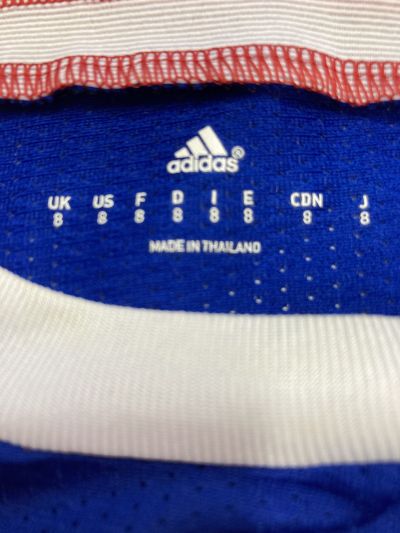 adidas®
UK US F D I E CDN J
8 8 8 8 8 8 8 8
MADE IN THAILAND